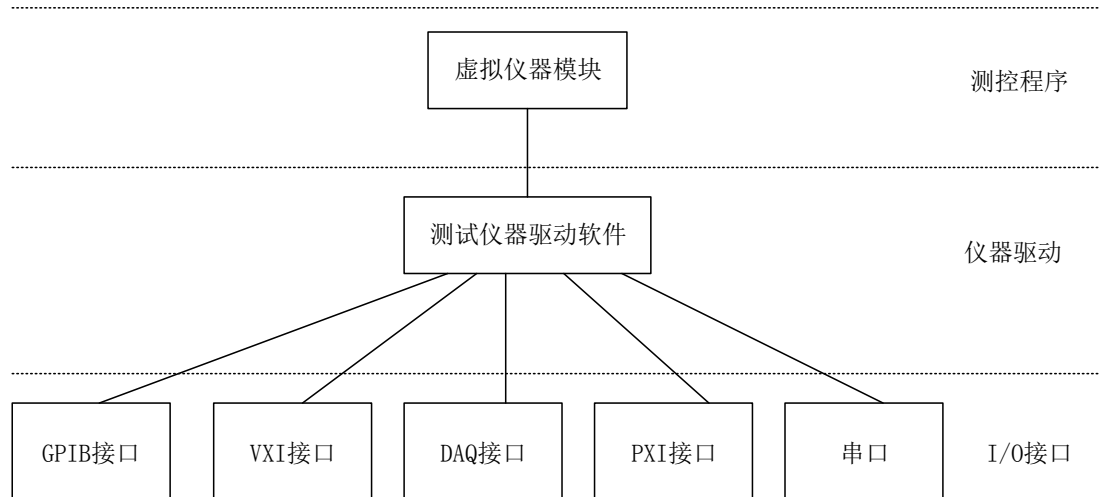 虚拟仪器模块
测控程序
测试仪器驱动软件
仪器驱动
GPIB接口
VXI接口
DAQ接口
PXI接口
串口
I/O接口